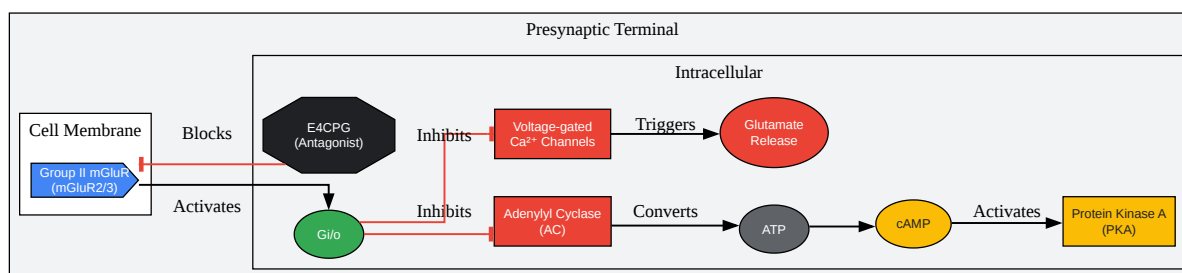 Presynaptic Terminal
Intracellular
Cell Membrane
Group II mGluR
(mGluR2/3)
Blocks
Activates
E4CPG
(Antagonist)
Gi/o
Inhibits
Inhibits
Voltage-gated
Ca²⁺ Channels
Triggers
Glutamate
Release
Adenylyl Cyclase
(AC)
Converts
ATP
cAMP
Activates
Protein Kinase A
(PKA)